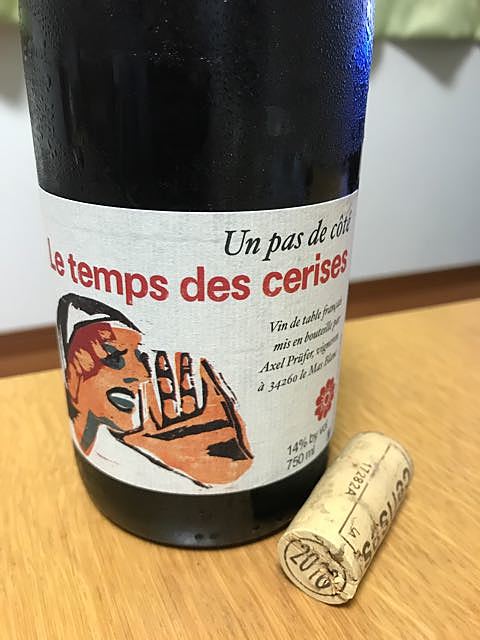 Un pas de côté
Le temps des cerises
Vin de table français
mis en bouteille par
Axel Prüfer, vigneron
à 34260 le Mas Blanc
14% by vol
750 ml
17282A